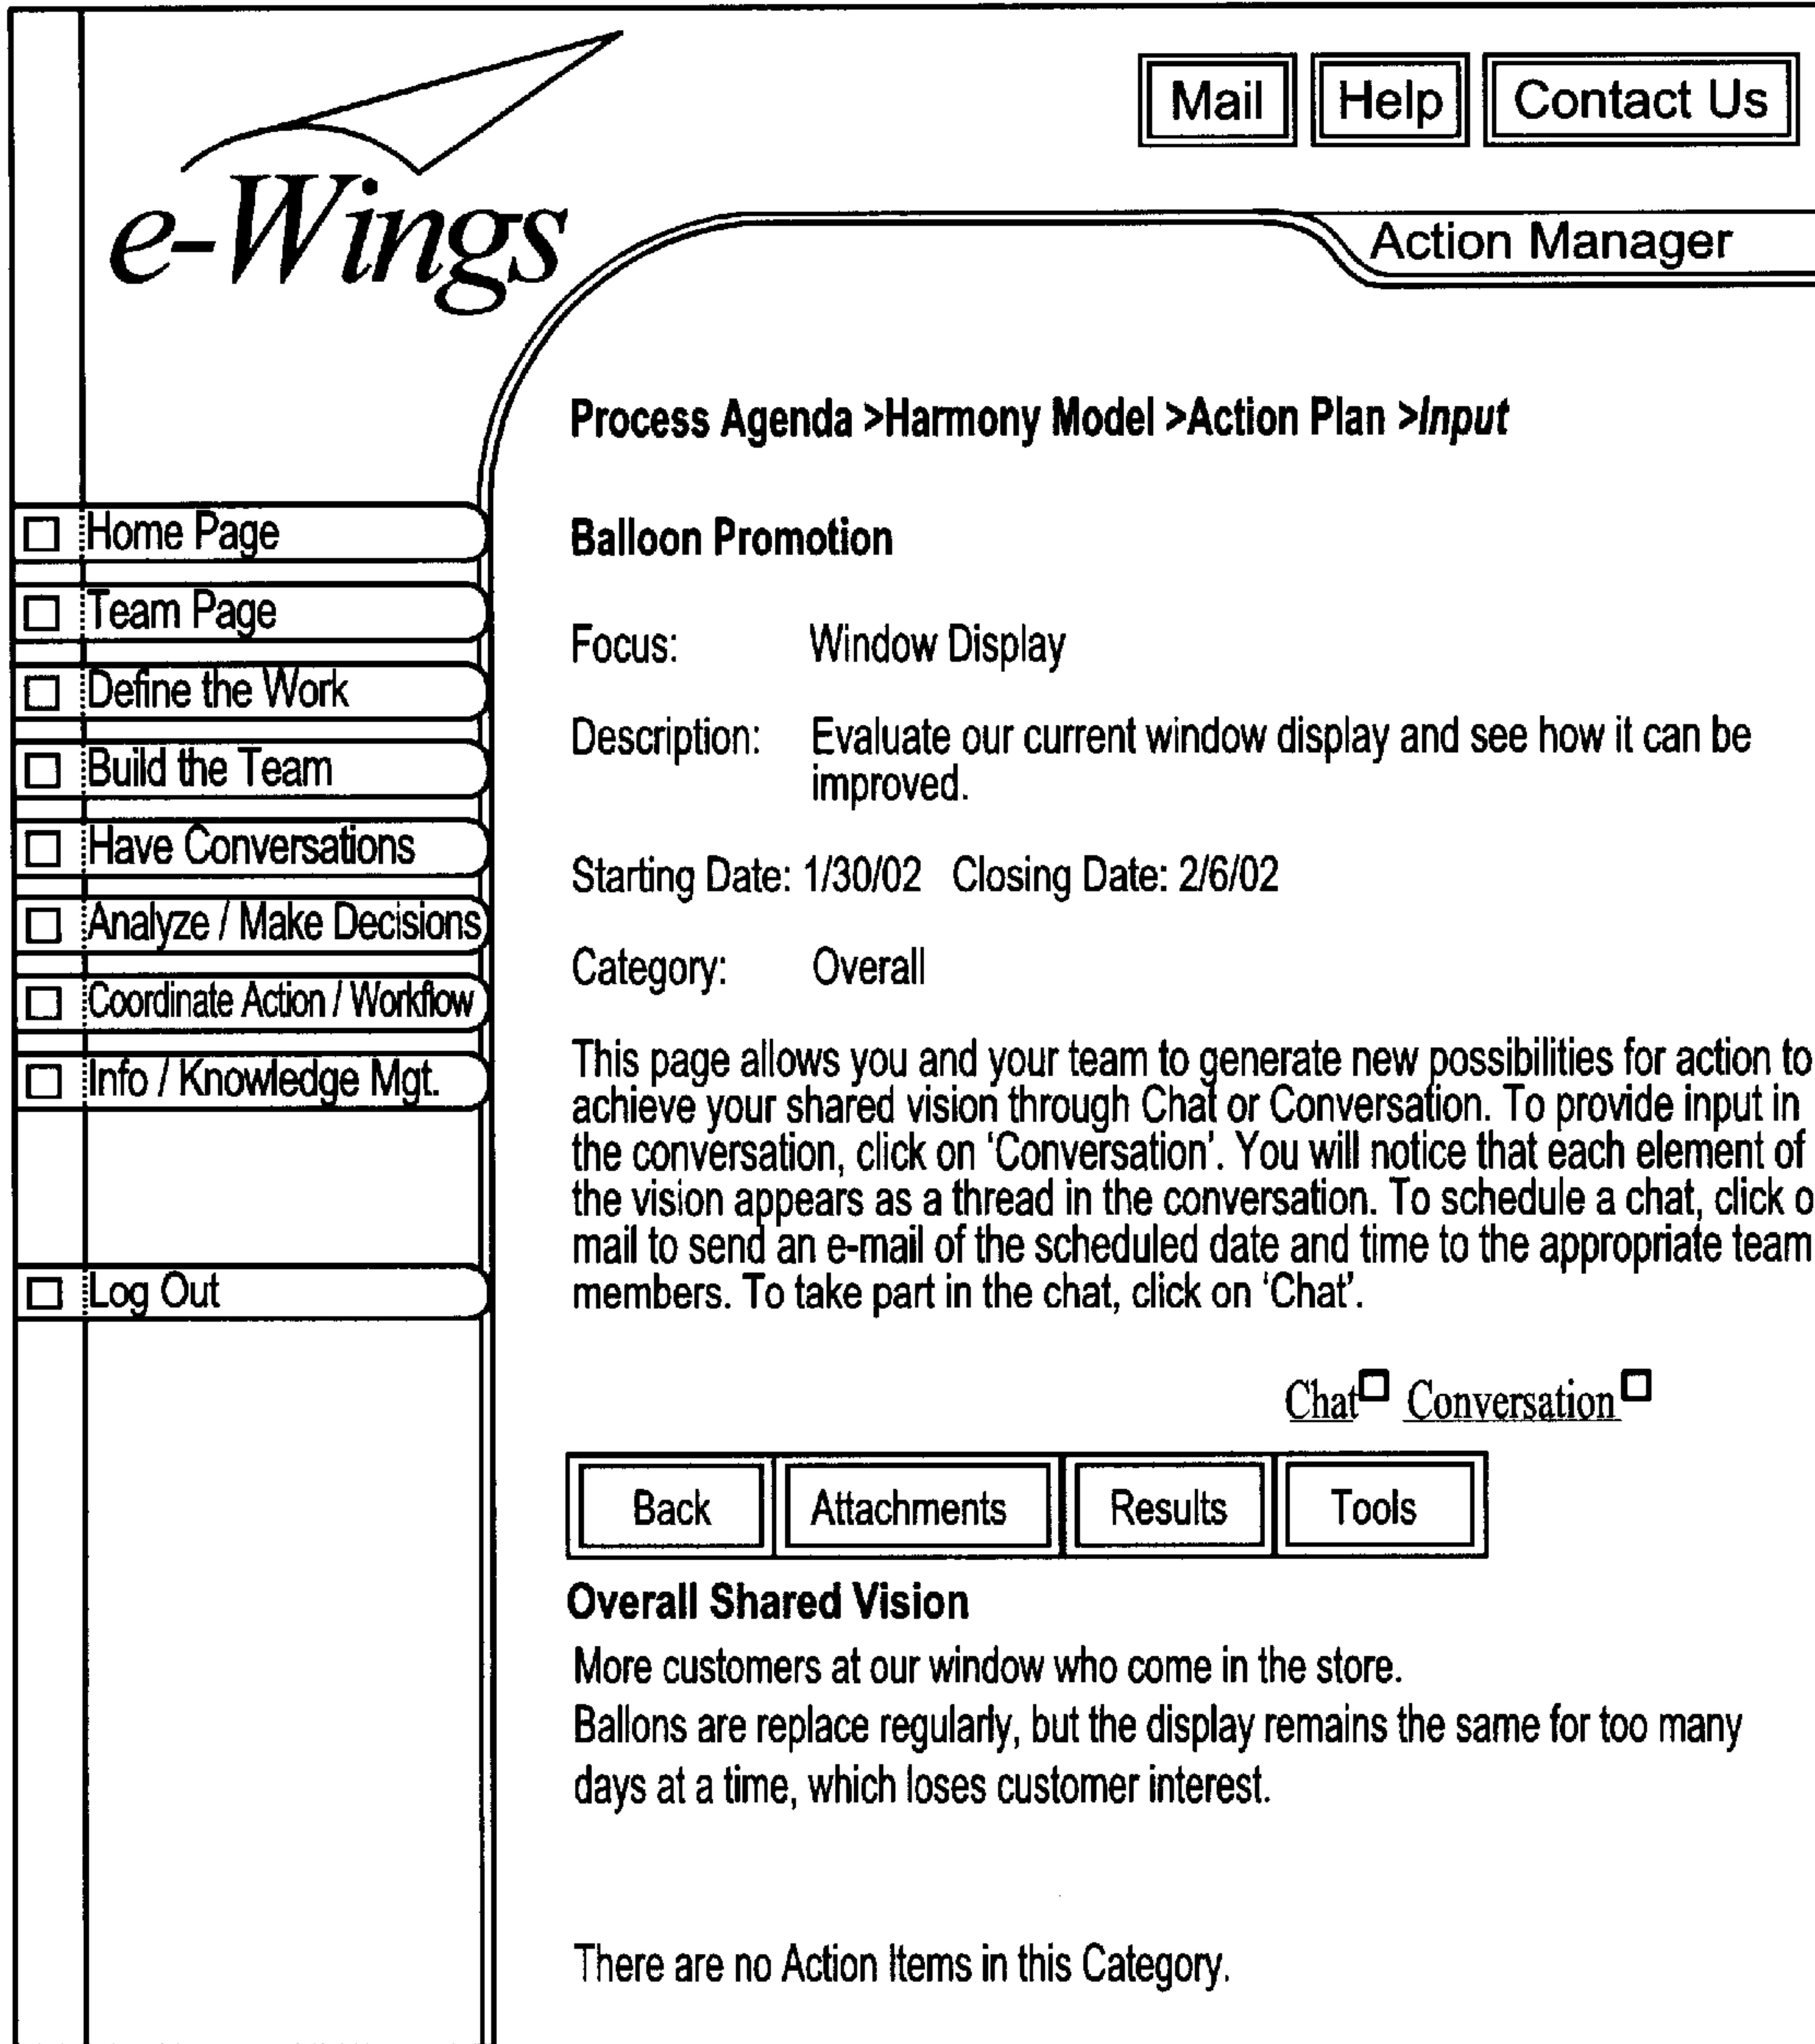 Mail Help Contact Us
e-Wings
Action Manager
Process Agenda >Harmony Model >Action Plan >Input
Home Page
Team Page
Define the Work
Build the Team
Have Conversations
Analyze / Make Decisions
Coordinate Action / Workflow
Info / Knowledge Mgt.
Log Out
Balloon Promotion
Focus: Window Display
Description: Evaluate our current window display and see how it can be
improved.
Starting Date: 1/30/02 Closing Date: 2/6/02
Category: Overall
This page allows you and your team to generate new possibilities for action to
achieve your shared vision through Chat or Conversation. To provide input in
the conversation, click on ‘Conversation’. You will notice that each element of
the vision appears as a thread in the conversation. To schedule a chat, click o
mail to send an e-mail of the scheduled date and time to the appropriate team
members. To take part in the chat, click on ‘Chat’.
Chat Conversation
Back Attachments Results Tools
Overall Shared Vision
More customers at our window who come in the store.
Ballons are replace regularly, but the display remains the same for too many
days at a time, which loses customer interest.
There are no Action Items in this Category.